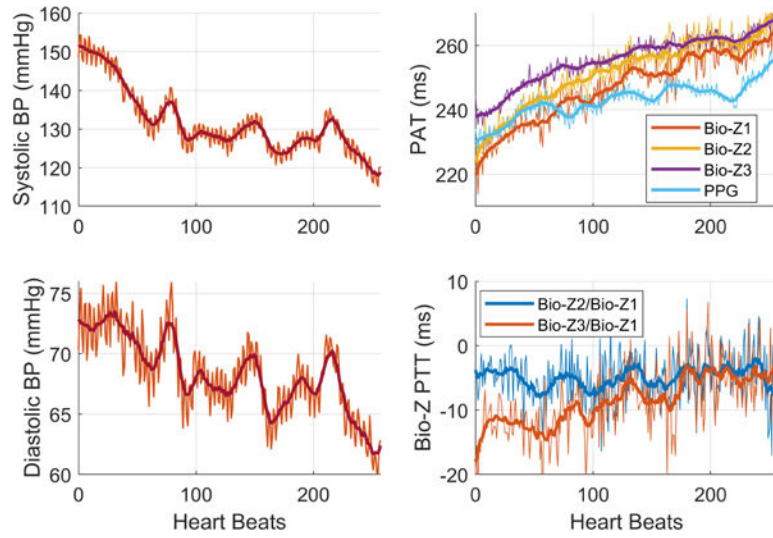 160
150
140
130
120
110
0
100
200
Systolic BP (mmHg)
260
240
220
0
100
200
PAT (ms)
Bio-Z1
Bio-Z2
Bio-Z3
PPG
75
70
65
60
0
100
200
Diastolic BP (mmHg)
Heart Beats
10
0
-10
-20
0
100
200
Bio-Z PTT (ms)
Bio-Z2/Bio-Z1
Bio-Z3/Bio-Z1
Heart Beats